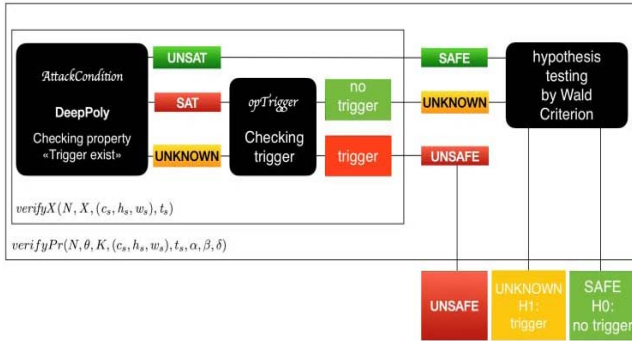 AttackCondition
DeepPoly
Checking property
«Trigger exist»
UNSAT
SAT
UNKNOWN
opTrigger
Checking
trigger
no
trigger
trigger
SAFE
UNKNOWN
UNSAFE
hypothesis
testing
by Wald
Criterion
verifyX(N, X, (c_s, h_s, w_s), t_s)
verifyPr(N, θ, K, (c_s, h_s, w_s), t_s, α, β, δ)
UNSAFE
UNKNOWN
H1:
trigger
SAFE
H0:
no trigger